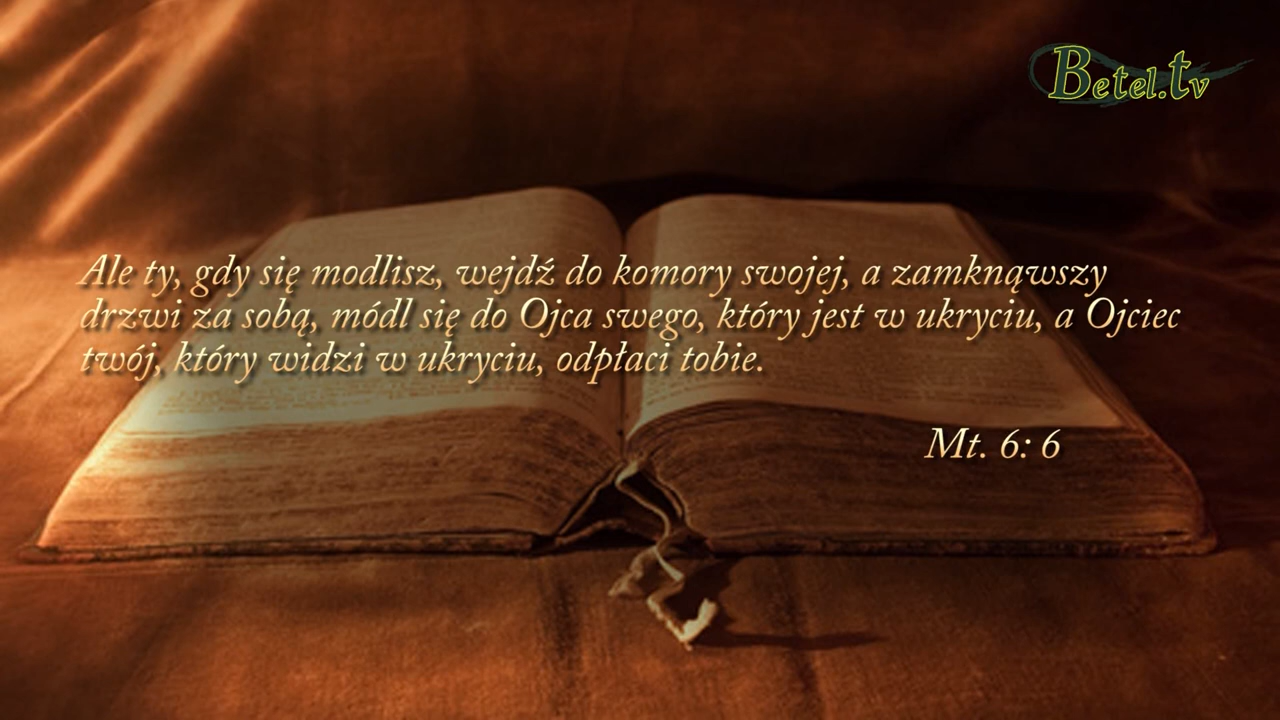 Betel.tv
Ale ty, gdy się modlisz, wejdź do komory swojej, a zamknąwszy
drzwi za sobą, módl się do Ojca swego, który jest w ukryciu, a Ojciec
twój, który widzi w ukryciu, odpłaci tobie.
Mt. 6: 6